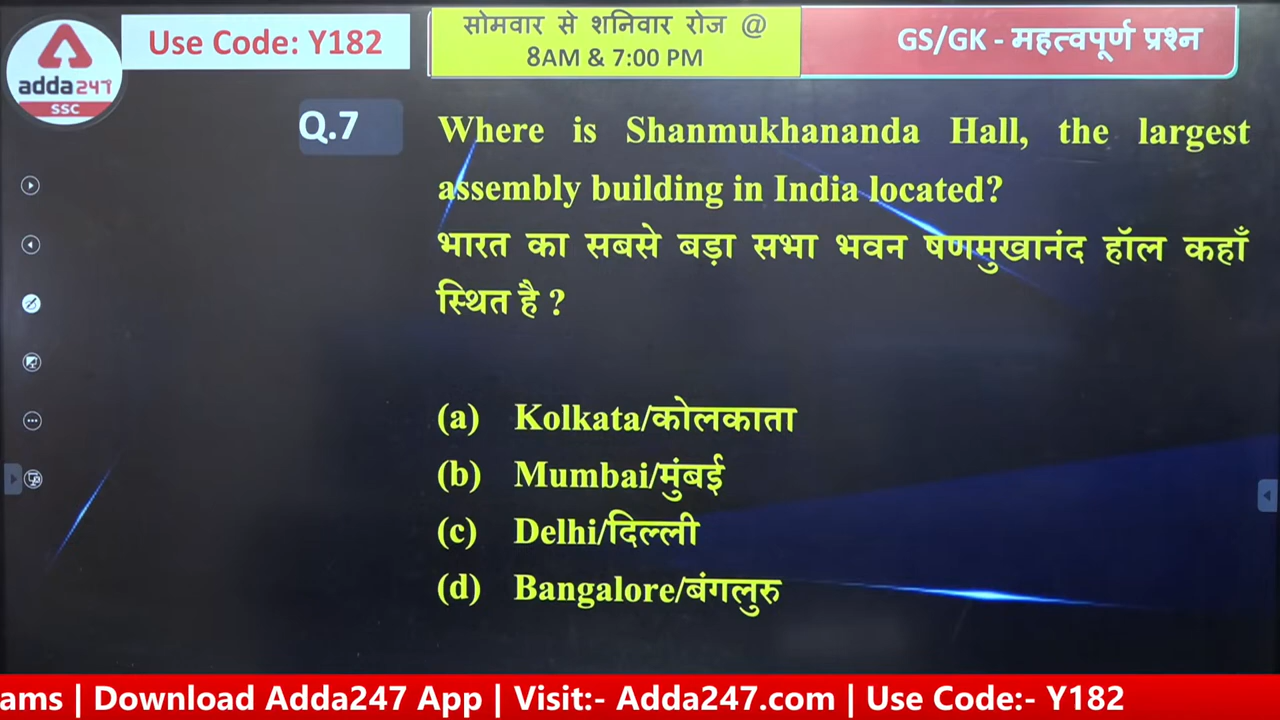 adda247
SSC
Use Code: Y182
सोमवार से शनिवार रोज @
8AM & 7:00 PM
GS/GK - महत्वपूर्ण प्रश्न
Q.7
Where is Shanmukhananda Hall, the largest
assembly building in India located?
भारत का सबसे बड़ा सभा भवन षणमुखानंद हॉल कहाँ
स्थित है ?
(a) Kolkata/कोलकाता
(b) Mumbai/मुंबई
(c) Delhi/दिल्ली
(d) Bangalore/बंगलुरु
ams | Download Adda247 App | Visit:- Adda247.com | Use Code:- Y182